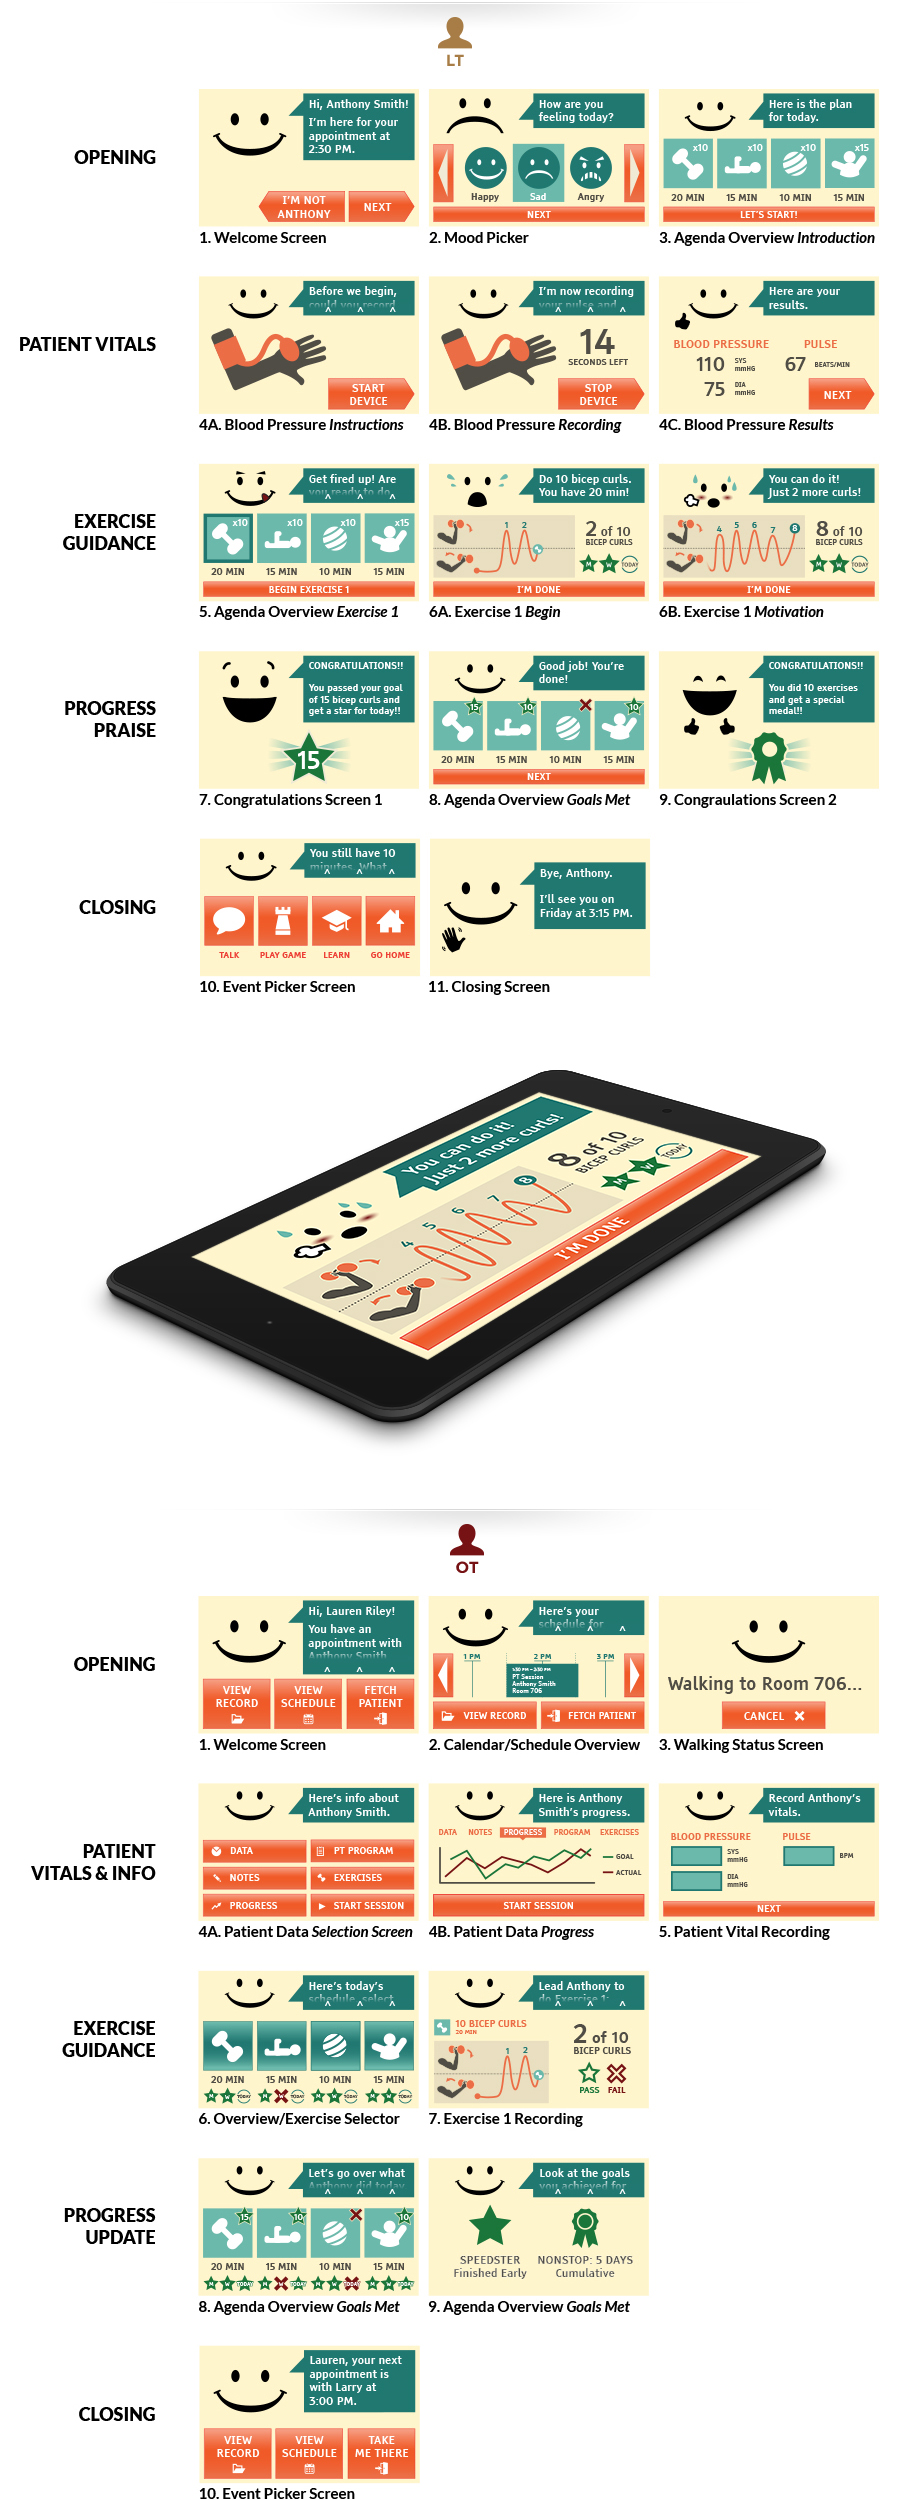 LT
OPENING
Hi, Anthony Smith!
I'm here for your
appointment at
2:30 PM.
I'M NOT
ANTHONY
NEXT
1. Welcome Screen
How are you
feeling today?
Happy
Sad
Angry
NEXT
2. Mood Picker
Here is the plan
for today.
x10
x10
x10
x15
20 MIN
15 MIN
10 MIN
15 MIN
LET'S START!
3. Agenda Overview Introduction
PATIENT VITALS
Before we begin,
could you record
START
DEVICE
4A. Blood Pressure Instructions
I'm now recording
your pulse and
14
SECONDS LEFT
STOP
DEVICE
4B. Blood Pressure Recording
Here are your
results.
BLOOD PRESSURE
PULSE
110 SYS mmHG
67 BEATS/MIN
75 DIA mmHG
NEXT
4C. Blood Pressure Results
EXERCISE
GUIDANCE
Get fired up! Are
you ready to do
x10
x10
x10
x15
20 MIN
15 MIN
10 MIN
15 MIN
BEGIN EXERCISE 1
5. Agenda Overview Exercise 1
Do 10 bicep curls.
You have 20 min!
1 2
2 of 10
BICEP CURLS
M W TODAY
I'M DONE
6A. Exercise 1 Begin
You can do it!
Just 2 more curls!
4 5 6 7 8
8 of 10
BICEP CURLS
M W TODAY
I'M DONE
6B. Exercise 1 Motivation
PROGRESS
PRAISE
CONGRATULATIONS!!
You passed your goal
of 15 bicep curls and
get a star for today!!
15
7. Congratulations Screen 1
Good job! You're
done!
15
10
10
20 MIN
15 MIN
10 MIN
15 MIN
NEXT
8. Agenda Overview Goals Met
CONGRATULATIONS!!
You did 10 exercises
and get a special
medal!!
9. Congraulations Screen 2
CLOSING
You still have 10
minutes. What
TALK
PLAY GAME
LEARN
GO HOME
10. Event Picker Screen
Bye, Anthony.
I'll see you on
Friday at 3:15 PM.
11. Closing Screen
You can do it!
Just 2 more curls!
4 5 6 7 8
8 of 10
BICEP CURLS
M W TODAY
I'M DONE
OT
OPENING
Hi, Lauren Riley!
You have an
appointment with
Anthony Smith
VIEW
RECORD
VIEW
SCHEDULE
FETCH
PATIENT
1. Welcome Screen
Here's your
schedule for
1 PM
2 PM
3 PM
1:30 PM - 2:30 PM
PT Session
Anthony Smith
Room 706
VIEW RECORD
FETCH PATIENT
2. Calendar/Schedule Overview
Walking to Room 706...
CANCEL
3. Walking Status Screen
PATIENT
VITALS & INFO
Here's info about
Anthony Smith.
DATA
PT PROGRAM
NOTES
EXERCISES
PROGRESS
START SESSION
4A. Patient Data Selection Screen
Here is Anthony
Smith's progress.
DATA NOTES PROGRESS PROGRAM EXERCISES
GOAL
ACTUAL
START SESSION
4B. Patient Data Progress
Record Anthony's
vitals.
BLOOD PRESSURE
PULSE
SYS
mmHG
BPM
DIA
mmHG
NEXT
5. Patient Vital Recording
EXERCISE
GUIDANCE
Here's today's
schedule, select
20 MIN
15 MIN
10 MIN
15 MIN
M W TODAY
M TODAY
M W TODAY
M W TODAY
6. Overview/Exercise Selector
Lead Anthony to
do Exercise 1:
10 BICEP CURLS
20 MIN
1 2
2 of 10
BICEP CURLS
PASS
FAIL
7. Exercise 1 Recording
PROGRESS
UPDATE
Let's go over what
Anthony did today
15
10
10
20 MIN
15 MIN
10 MIN
15 MIN
M W TODAY
M W TODAY
M W TODAY
M W TODAY
8. Agenda Overview Goals Met
Look at the goals
you achieved for
SPEEDSTER
Finished Early
NONSTOP: 5 DAYS
Cumulative
9. Agenda Overview Goals Met
CLOSING
Lauren, your next
appointment is
with Larry at
3:00 PM.
VIEW
RECORD
VIEW
SCHEDULE
TAKE
ME THERE
10. Event Picker Screen